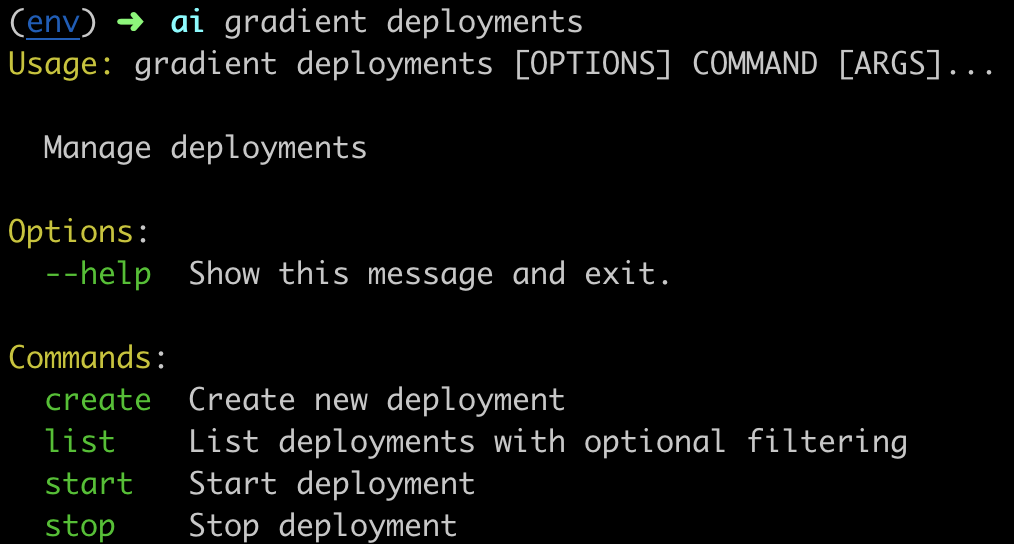 (env) ➜ ai gradient deployments
Usage: gradient deployments [OPTIONS] COMMAND [ARGS]...
Manage deployments
Options:
--help Show this message and exit.
Commands:
create Create new deployment
list List deployments with optional filtering
start Start deployment
stop Stop deployment